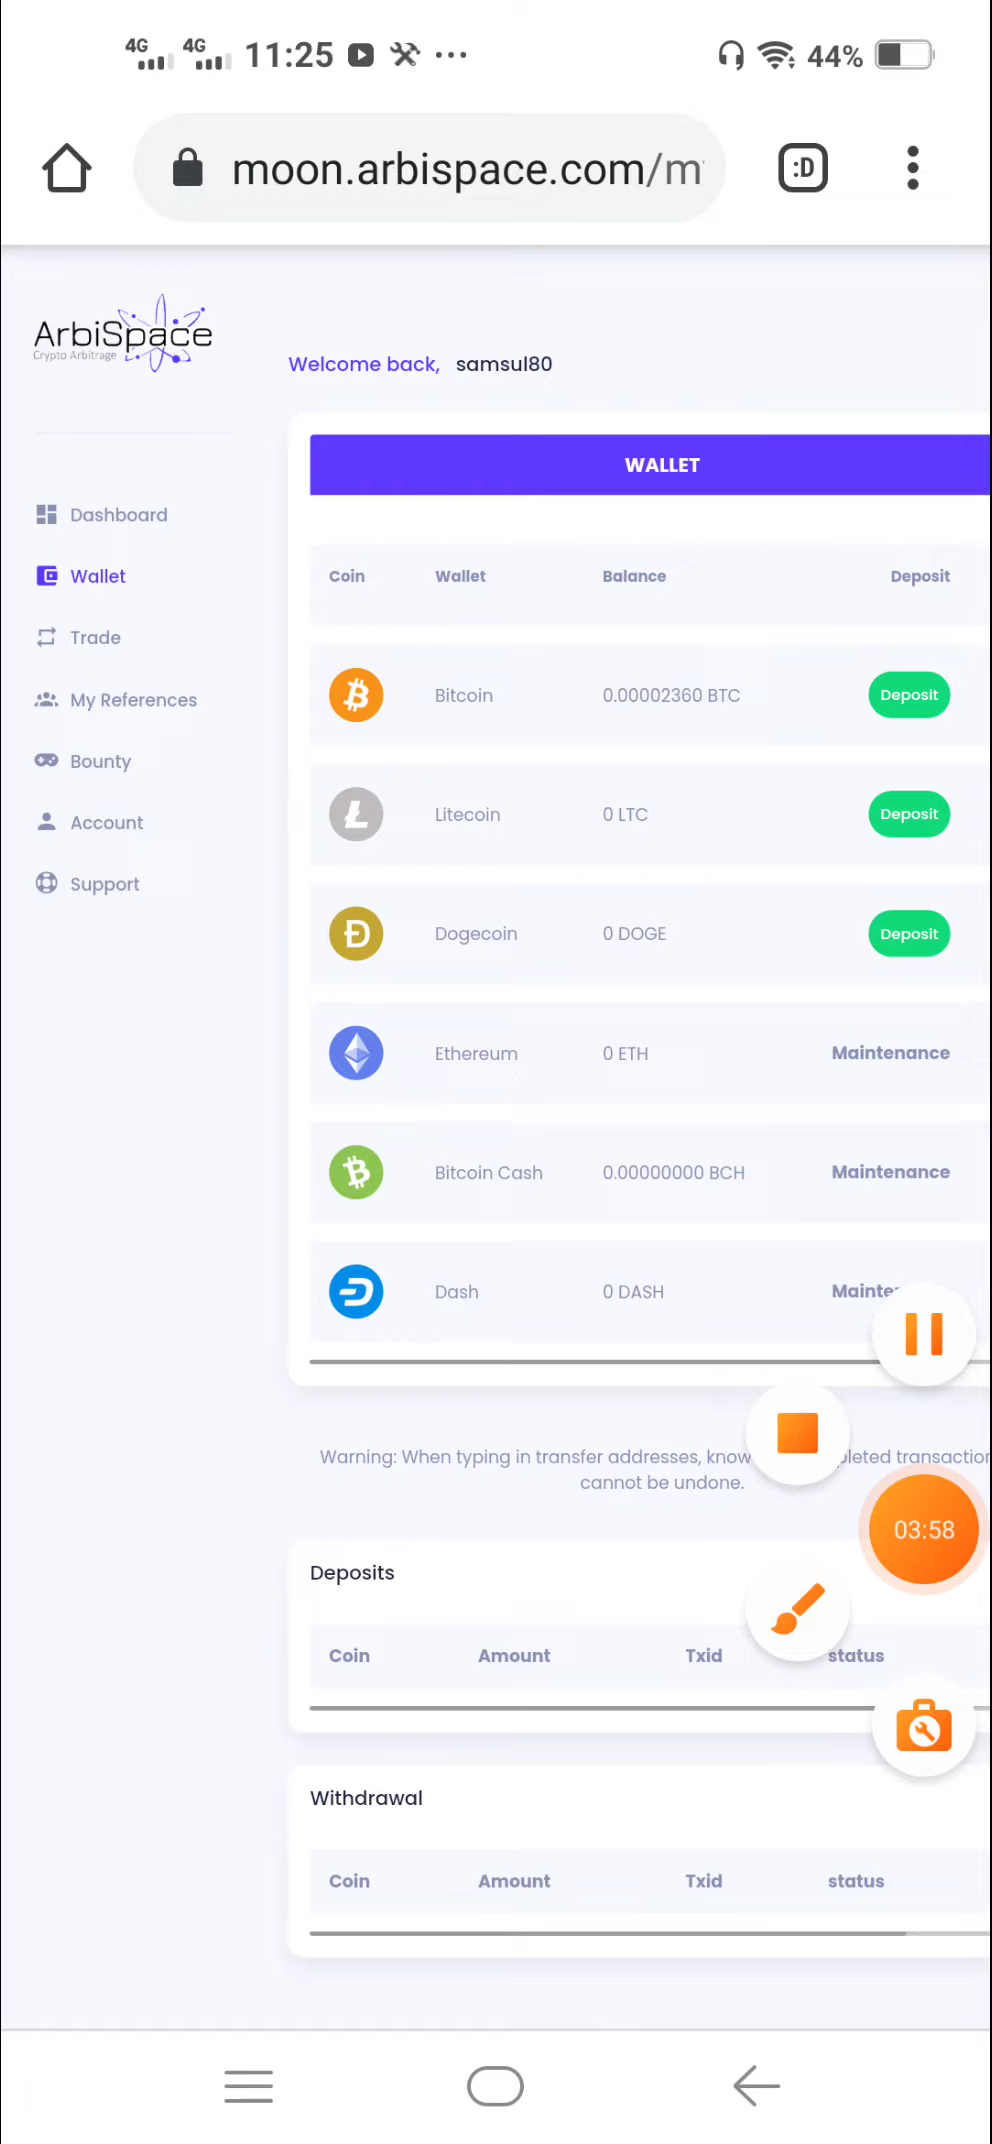 4G 4G 11:25 44%
moon.arbispace.com/m
:D
ArbiSpace
Crypto Arbitrage
Welcome back, samsul80
WALLET
Dashboard
Wallet
Trade
My References
Bounty
Account
Support
Coin Wallet Balance Deposit
Bitcoin 0.00002360 BTC Deposit
Litecoin 0 LTC Deposit
Dogecoin 0 DOGE Deposit
Ethereum 0 ETH Maintenance
Bitcoin Cash 0.00000000 BCH Maintenance
Dash 0 DASH Mainte
Warning: When typing in transfer addresses, know pleted transaction
cannot be undone.
03:58
Deposits
Coin Amount Txid status
Withdrawal
Coin Amount Txid status